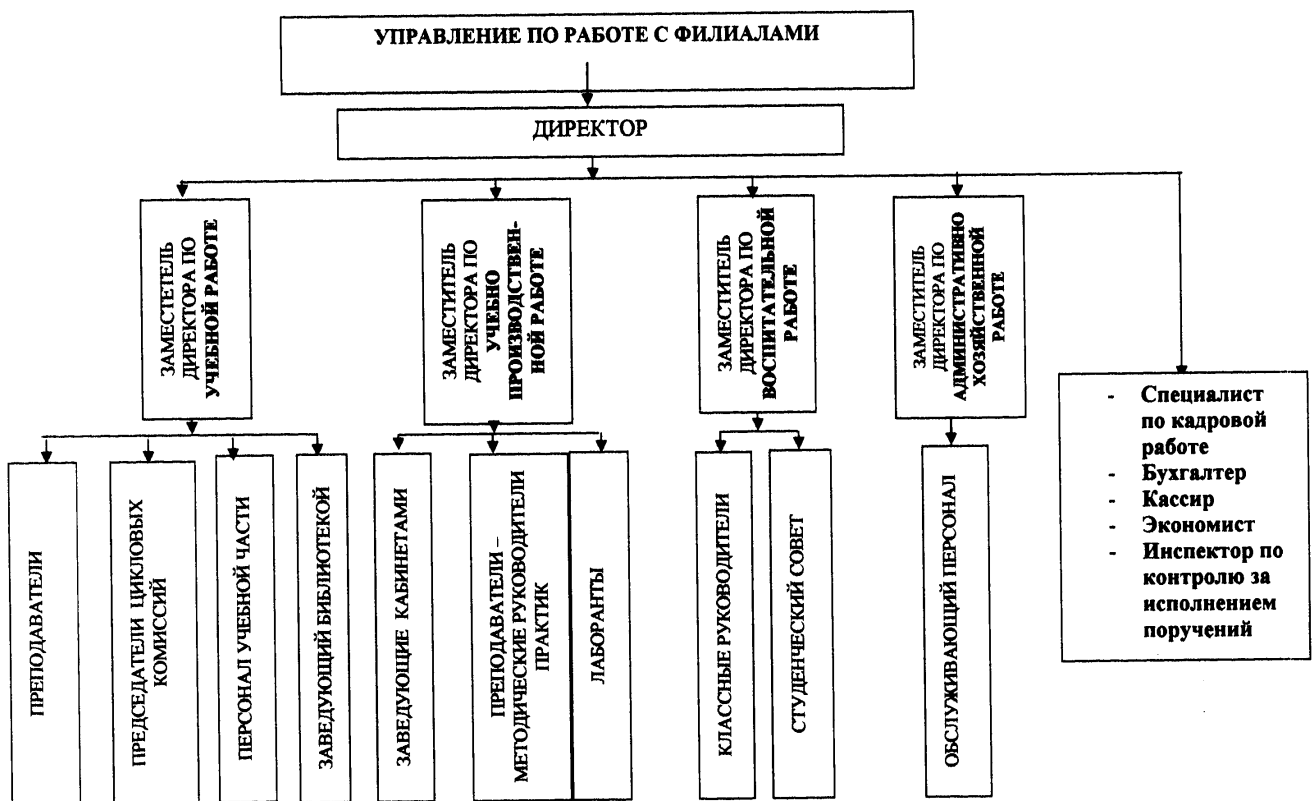 УПРАВЛЕНИЕ ПО РАБОТЕ С ФИЛИАЛАМИ
ДИРЕКТОР
ЗАМЕСТЕТЕЛЬ
ДИРЕКТОРА ПО
УЧЕБНОЙ РАБОТЕ
ЗАМЕСТИТЕЛЬ
ДИРЕКТОРА ПО
УЧЕБНО
ПРОИЗВОДСТВЕН-
НОЙ РАБОТЕ
ЗАМЕСТИТЕЛЬ
ДИРЕКТОРА ПО
ВОСПИТАТЕЛЬНОЙ
РАБОТЕ
ЗАМЕСТИТЕЛЬ
ДИРЕКТОРА ПО
АДМИНИСТРАТИВНО
ХОЗЯЙСТВЕННОЙ
РАБОТЕ
- Специалист
по кадровой
работе
- Бухгалтер
- Кассир
- Экономист
- Инспектор по
контролю за
исполнением
поручений
ПРЕПОДАВАТЕЛИ
ПРЕДСЕДАТЕЛИ ЦИКЛОВЫХ
КОМИССИЙ
ПЕРСОНАЛ УЧЕБНОЙ ЧАСТИ
ЗАВЕДУЮЩИЙ БИБЛИОТЕКОЙ
ЗАВЕДУЮЩИЕ КАБИНЕТАМИ
ПРЕПОДАВАТЕЛИ –
МЕТОДИЧЕСКИЕ РУКОВОДИТЕЛИ
ПРАКТИК
ЛАБОРАНТЫ
КЛАССНЫЕ РУКОВОДИТЕЛИ
СТУДЕНЧЕСКИЙ СОВЕТ
ОБСЛУЖИВАЮЩИЙ ПЕРСОНАЛ